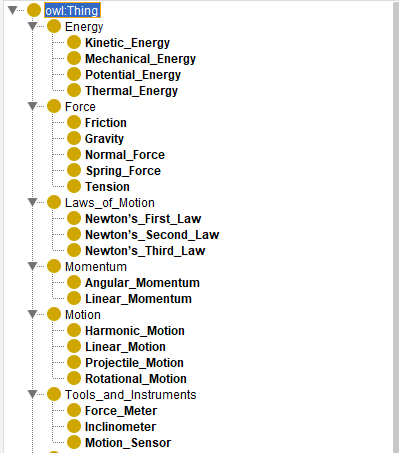 owl:Thing
Energy
Kinetic_Energy
Mechanical_Energy
Potential_Energy
Thermal_Energy
Force
Friction
Gravity
Normal_Force
Spring_Force
Tension
Laws_of_Motion
Newton's_First_Law
Newton's_Second_Law
Newton's_Third_Law
Momentum
Angular_Momentum
Linear_Momentum
Motion
Harmonic_Motion
Linear_Motion
Projectile_Motion
Rotational_Motion
Tools_and_Instruments
Force_Meter
Inclinometer
Motion_Sensor